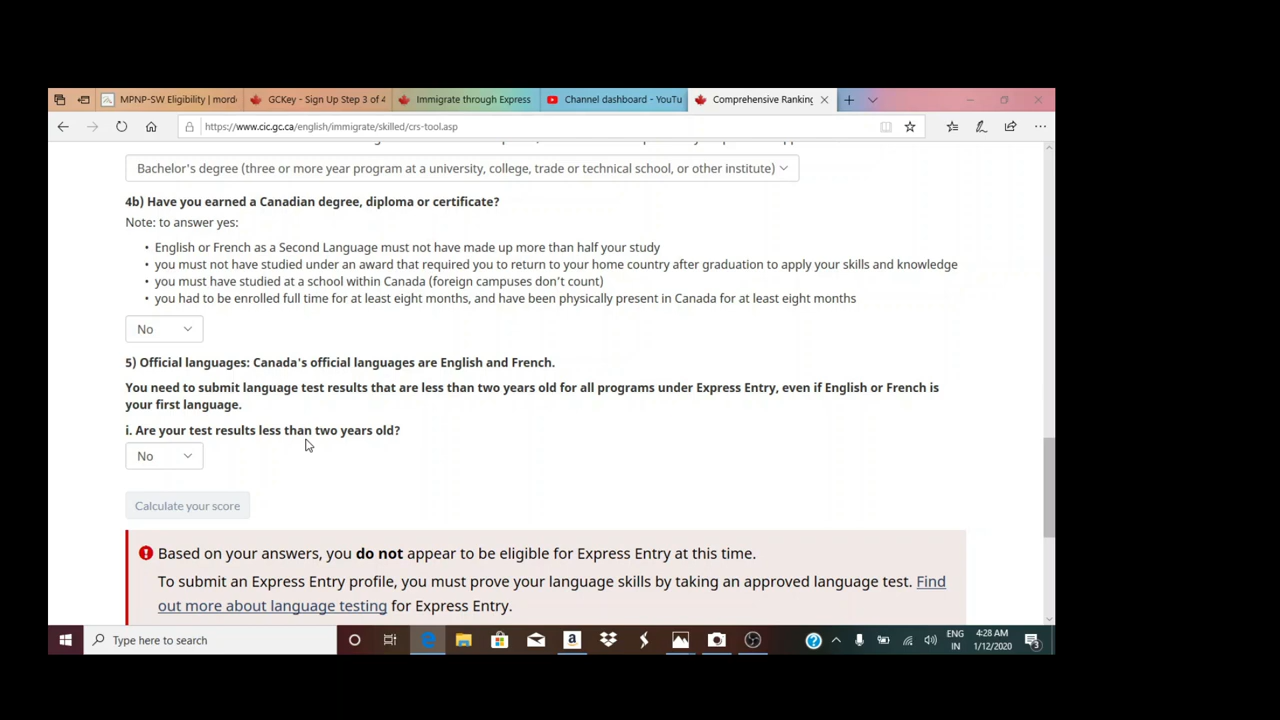 MPNP-SW Eligibility | mord
GCKey - Sign Up Step 3 of 4
Immigrate through Express
Channel dashboard - YouTu
Comprehensive Ranking
https://www.cic.gc.ca/english/immigrate/skilled/crs-tool.asp
Bachelor's degree (three or more year program at a university, college, trade or technical school, or other institute)
4b) Have you earned a Canadian degree, diploma or certificate?
Note: to answer yes:
• English or French as a Second Language must not have made up more than half your study
• you must not have studied under an award that required you to return to your home country after graduation to apply your skills and knowledge
• you must have studied at a school within Canada (foreign campuses don't count)
• you had to be enrolled full time for at least eight months, and have been physically present in Canada for at least eight months
No
5) Official languages: Canada's official languages are English and French.
You need to submit language test results that are less than two years old for all programs under Express Entry, even if English or French is
your first language.
i. Are your test results less than two years old?
No
Calculate your score
Based on your answers, you do not appear to be eligible for Express Entry at this time.
To submit an Express Entry profile, you must prove your language skills by taking an approved language test. Find
out more about language testing for Express Entry.
Type here to search
ENG
IN
4:28 AM
1/12/2020
3